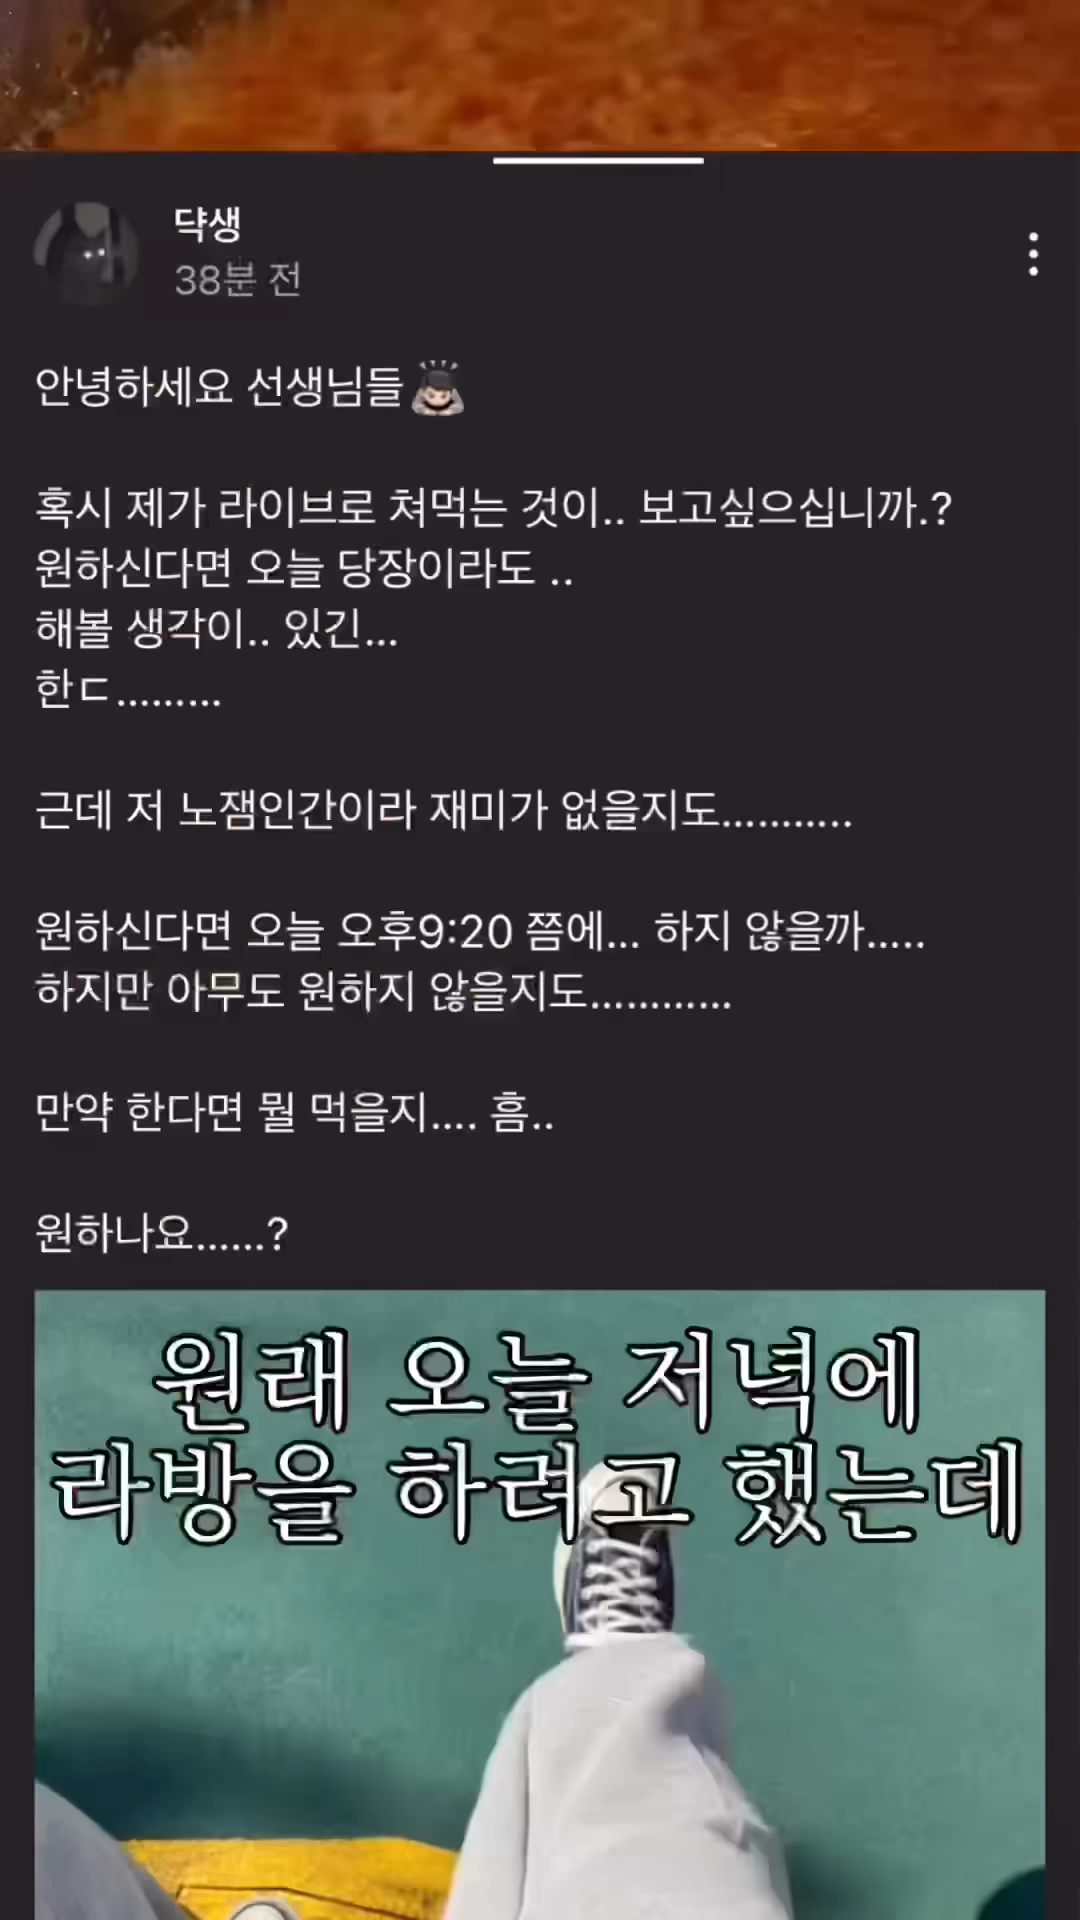 댝생
38분 전
안녕하세요 선생님들🙇
혹시 제가 라이브로 쳐먹는 것이.. 보고싶으십니까.?
원하신다면 오늘 당장이라도 ..
해볼 생각이.. 있긴...
한ㄷ.........
근데 저 노잼인간이라 재미가 없을지도...........
원하신다면 오늘 오후9:20 쯤에... 하지 않을까.....
하지만 아무도 원하지 않을지도............
만약 한다면 뭘 먹을지.... 흠..
원하나요......?
원래 오늘 저녁에
라방을 하려고 했는데